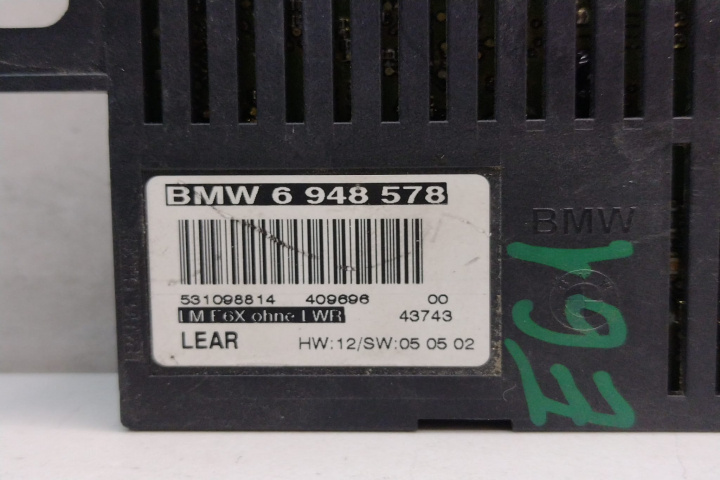 BMW 6 948 578
531098814 409696 00
LM E6X ohne LWR 43743
LEAR HW:12/SW:05 05 02
BMW
E91